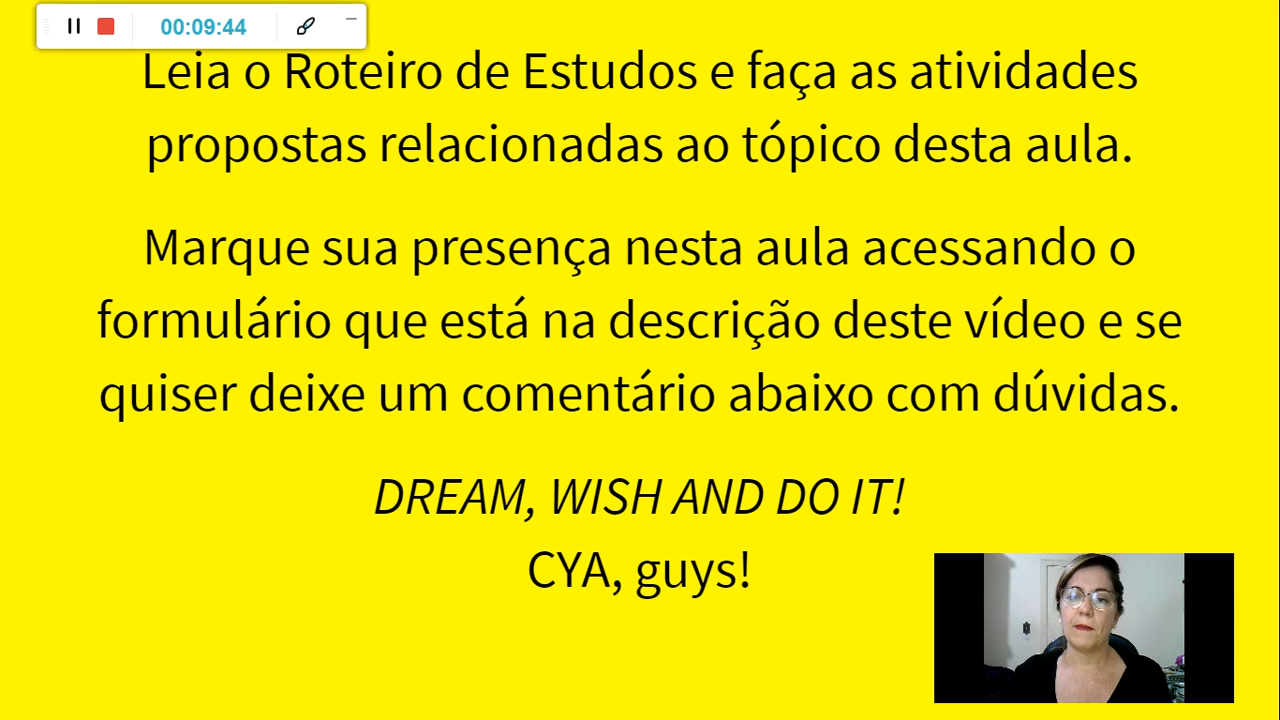 00:09:44
Leia o Roteiro de Estudos e faça as atividades
propostas relacionadas ao tópico desta aula.
Marque sua presença nesta aula acessando o
formulário que está na descrição deste vídeo e se
quiser deixe um comentário abaixo com dúvidas.
DREAM, WISH AND DO IT!
CYA, guys!